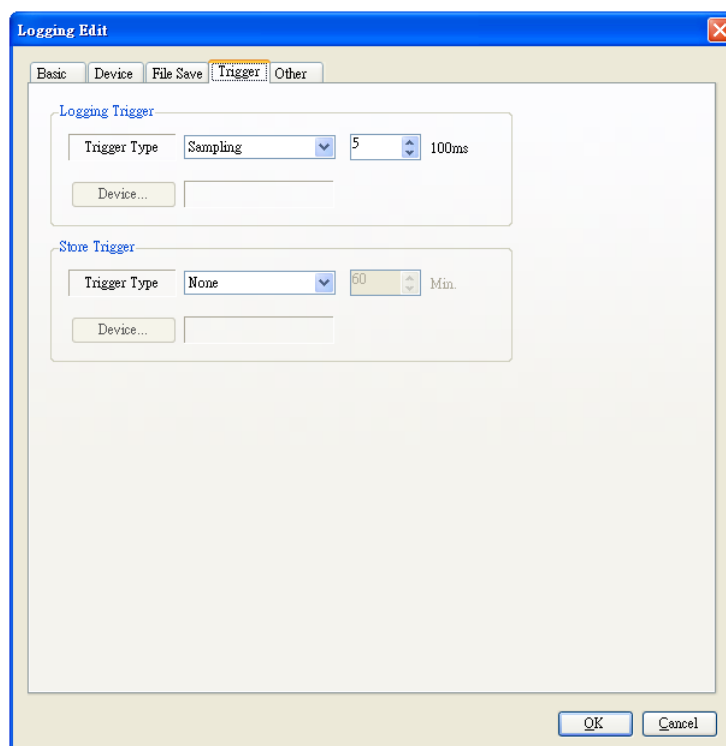 Logging Edit
Basic Device File Save Trigger Other
Logging Trigger
Trigger Type Sampling 5 100ms
Device...
Store Trigger
Trigger Type None 60 Min.
Device...
OK Cancel